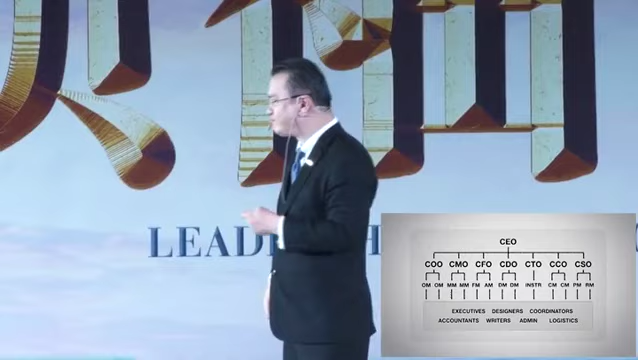 LEAD
CEO
COO CMO CFO CDO CTO CCO CSO
OM OM MM MM FM AM DM DM INSTR CM CM PM RM
EXECUTIVES DESIGNERS COORDINATORS
ACCOUNTANTS WRITERS ADMIN LOGISTICS